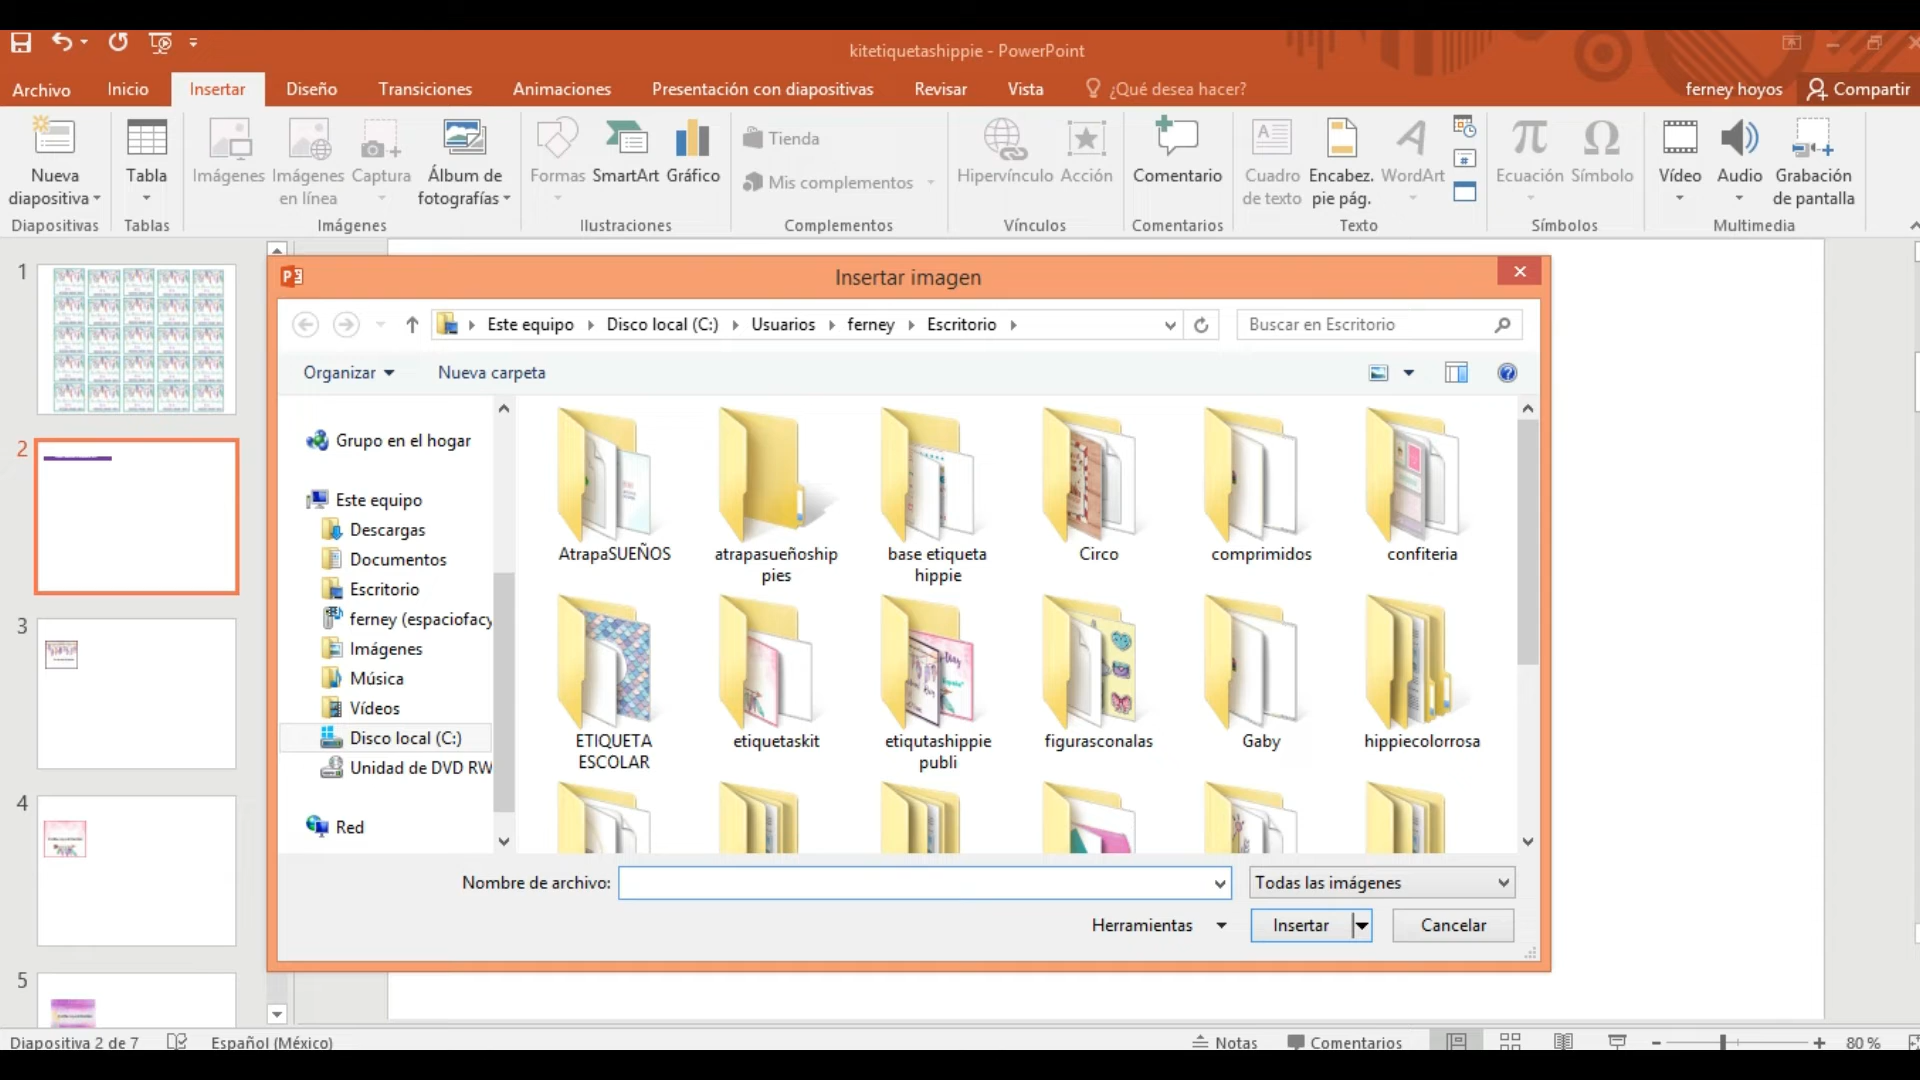 kitetiquetashippie - PowerPoint
Archivo Inicio Insertar Diseño Transiciones Animaciones Presentación con diapositivas Revisar Vista ¿Qué desea hacer? ferney hoyos Compartir
Nueva diapositiva Tabla Imágenes Imágenes en línea Captura Álbum de fotografías Formas SmartArt Gráfico Tienda Mis complementos Hipervínculo Acción Comentario Cuadro de texto Encabez. pie pág. WordArt Ecuación Símbolo Vídeo Audio Grabación de pantalla
Diapositivas Tablas Imágenes Ilustraciones Complementos Vínculos Comentarios Texto Símbolos Multimedia
Insertar imagen
Este equipo Disco local (C:) Usuarios ferney Escritorio Buscar en Escritorio
Organizar Nueva carpeta
Grupo en el hogar
Este equipo
Descargas
Documentos
Escritorio
ferney (espaciofacy
Imágenes
Música
Vídeos
Disco local (C:)
Unidad de DVD RW
Red
AtrapaSUEÑOS atrapasueñoship base etiqueta Circo comprimidos confiteria
pies hippie
ETIQUETA etiquetaskit etiqutashippie figurasconalas Gaby hippiecolorrosa
ESCOLAR publi
Nombre de archivo: Todas las imágenes
Herramientas Insertar Cancelar
1
2
3
4
5
Diapositiva 2 de 7 Español (México) Notas Comentarios 80 %